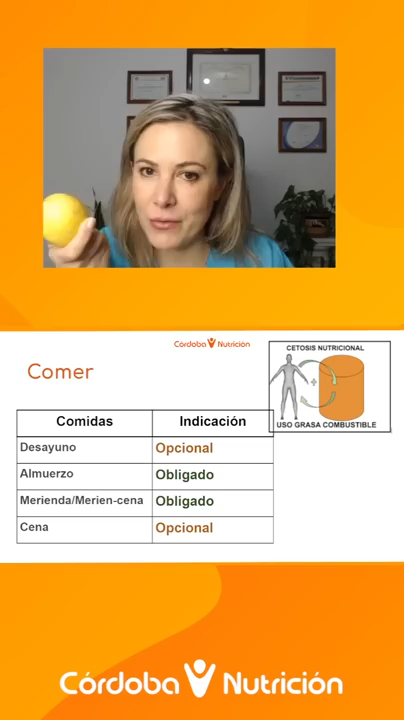 Córdoba Nutrición
Comer
CETOSIS NUTRICIONAL
+
USO GRASA COMBUSTIBLE
Comidas Indicación
Desayuno Opcional
Almuerzo Obligado
Merienda/Merien-cena Obligado
Cena Opcional
Córdoba Nutrición